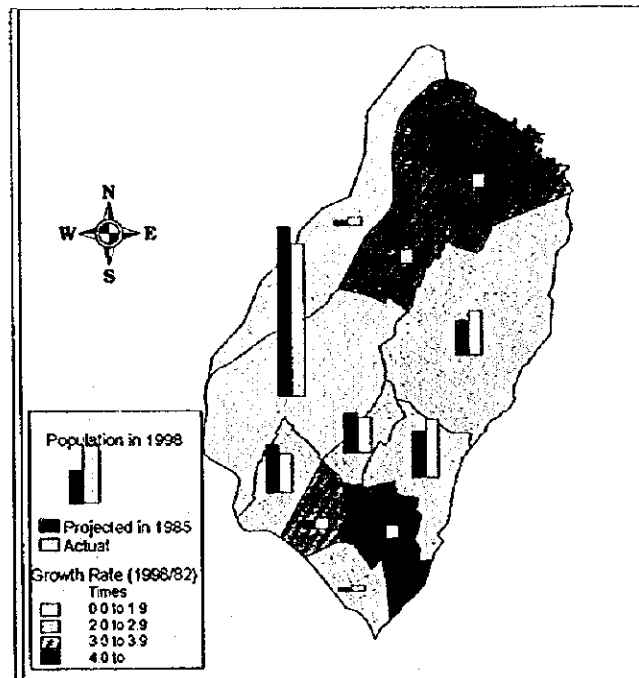 N
W E
S
Population in 1998
Projected in 1985
Actual
Growth Rate (1998/82)
Times
0.0 to 1.9
2.0 to 2.9
3.0 to 3.9
4.0 to